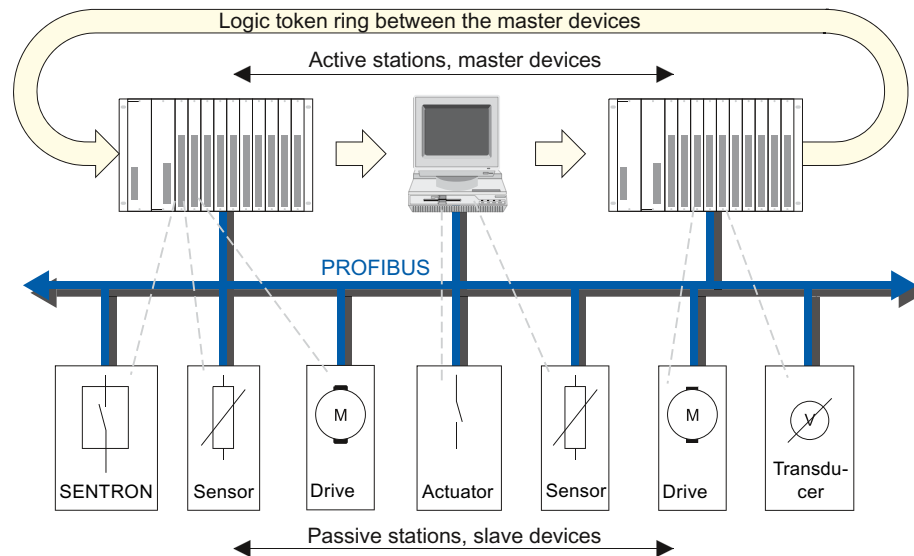 Logic token ring between the master devices
Active stations, master devices
PROFIBUS
M
M
V
SENTRON
Sensor
Drive
Actuator
Sensor
Drive
Transdu-
cer
Passive stations, slave devices